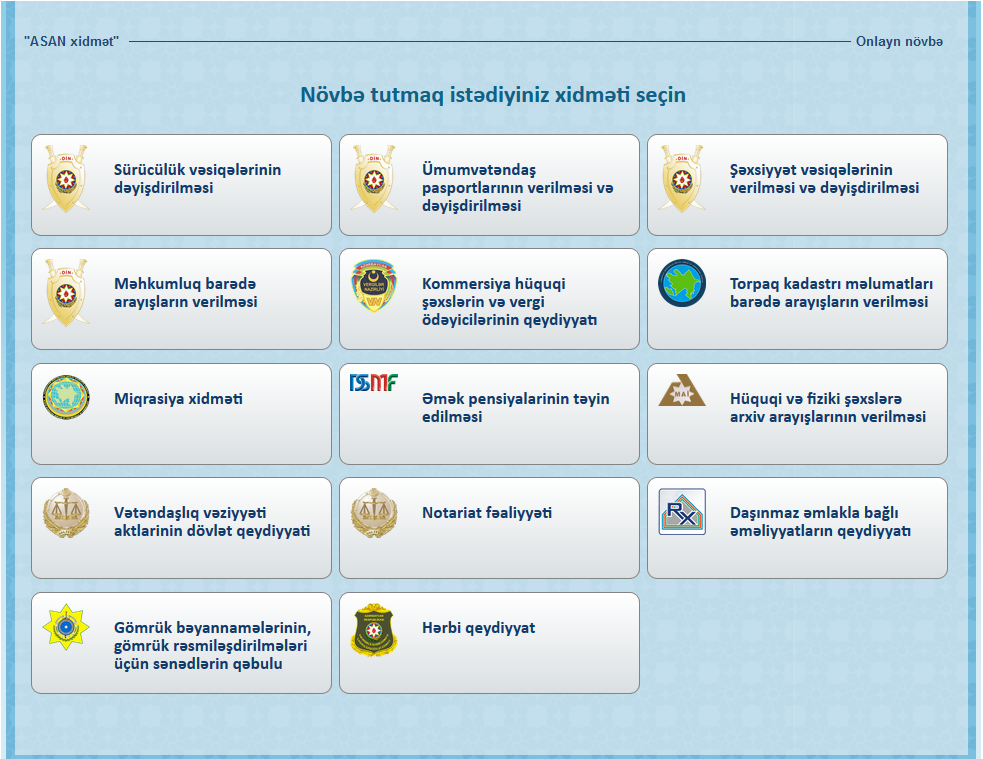 "ASAN xidmət"
Onlayn növbə
Növbə tutmaq istədiyiniz xidməti seçin
DİN
Sürücülük vəsiqələrinin
dəyişdirilməsi
DİN
Ümumvətəndaş
pasportlarının verilməsi və
dəyişdirilməsi
DİN
Şəxsiyyət vəsiqələrinin
verilməsi və dəyişdirilməsi
DİN
Məhkumluq barədə
arayışların verilməsi
VERGİLƏR
NAZİRLİYİ
Kommersiya hüquqi
şəxslərin və vergi
ödəyicilərinin qeydiyyatı
Torpaq kadastrı məlumatları
barədə arayışların verilməsi
Miqrasiya xidməti
DSMF
Əmək pensiyalarinin təyin
edilməsi
MAI
Hüquqi və fiziki şəxslərə
arxiv arayışlarının verilməsi
Vətəndaşlıq vəziyyəti
aktlarinin dövlət qeydiyyatı
Notariat fəaliyyəti
RX
Daşınmaz əmlakla bağlı
əməliyyatların qeydiyyatı
Gömrük bəyannamələrinin,
gömrük rəsmiləşdirilmələri
üçün sənədlərin qəbulu
Hərbi qeydiyyat